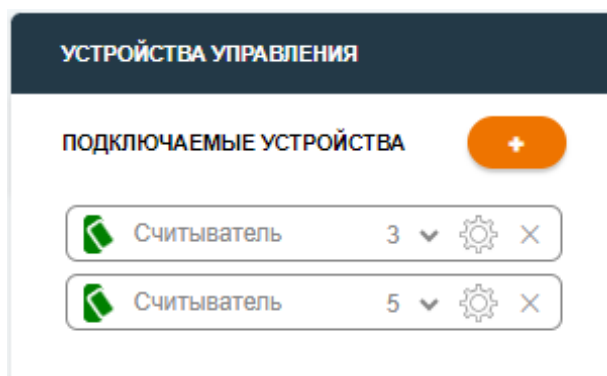 УСТРОЙСТВА УПРАВЛЕНИЯ
ПОДКЛЮЧАЕМЫЕ УСТРОЙСТВА +
Считыватель 3
Считыватель 5